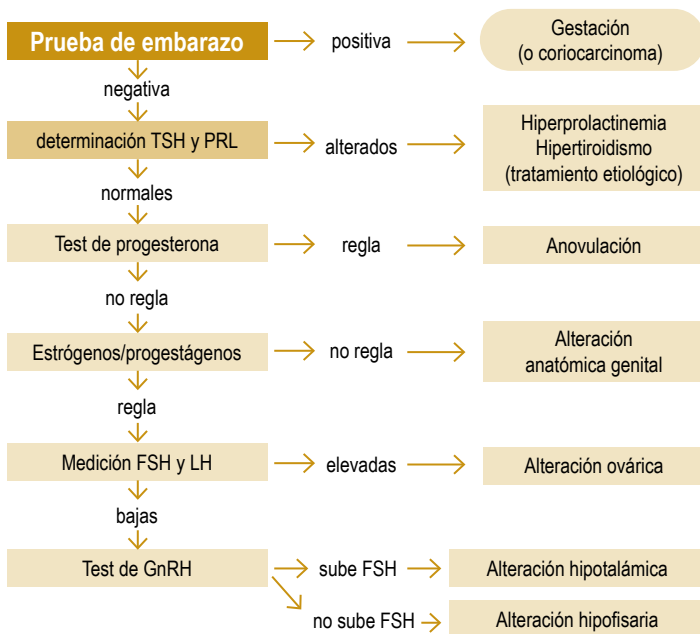 Prueba de embarazo
positiva
Gestación
(o coriocarcinoma)
negativa
determinación TSH y PRL
alterados
Hiperprolactinemia
Hipertiroidismo
(tratamiento etiológico)
normales
Test de progesterona
regla
Anovulación
no regla
Estrógenos/progestágenos
no regla
Alteración
anatómica genital
regla
Medición FSH y LH
elevadas
Alteración ovárica
bajas
Test de GnRH
sube FSH
Alteración hipotalámica
no sube FSH
Alteración hipofisaria